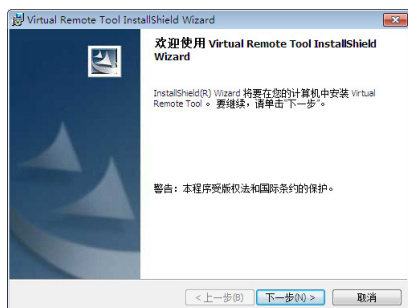 Virtual Remote Tool InstallShield Wizard
欢迎使用 Virtual Remote Tool InstallShield
Wizard
InstallShield(R) Wizard 将要在您的计算机中安装 Virtual
Remote Tool 。 要继续，请单击“下一步”。
警告：本程序受版权法和国际条约的保护。
<上一步(B)
下一步(N) >
取消